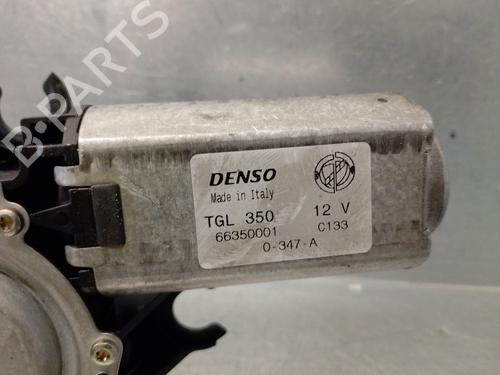 B-PARTS
DENSO
Made in Italy
TGL 350 12 V
66350001 C133
0-347-A